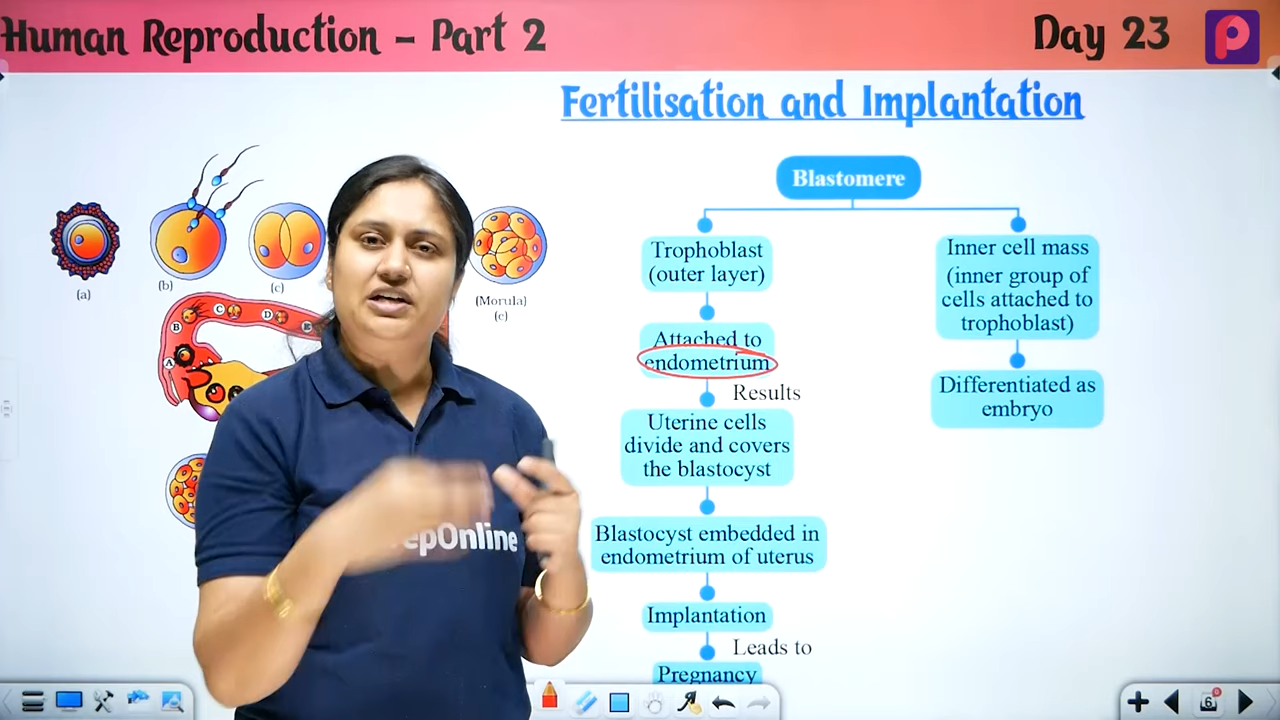 Human Reproduction – Part 2
Day 23
Fertilisation and Implantation
Blastomere
Trophoblast
(outer layer)
Attached to
endometrium
Results
Uterine cells
divide and covers
the blastocyst
Blastocyst embedded in
endometrium of uterus
Implantation
Leads to
Pregnancy
Inner cell mass
(inner group of
cells attached to
trophoblast)
Differentiated as
embryo
(a)
(b)
(c)
(Morula)
(e)
A
B
C
D
E
epOnline
6